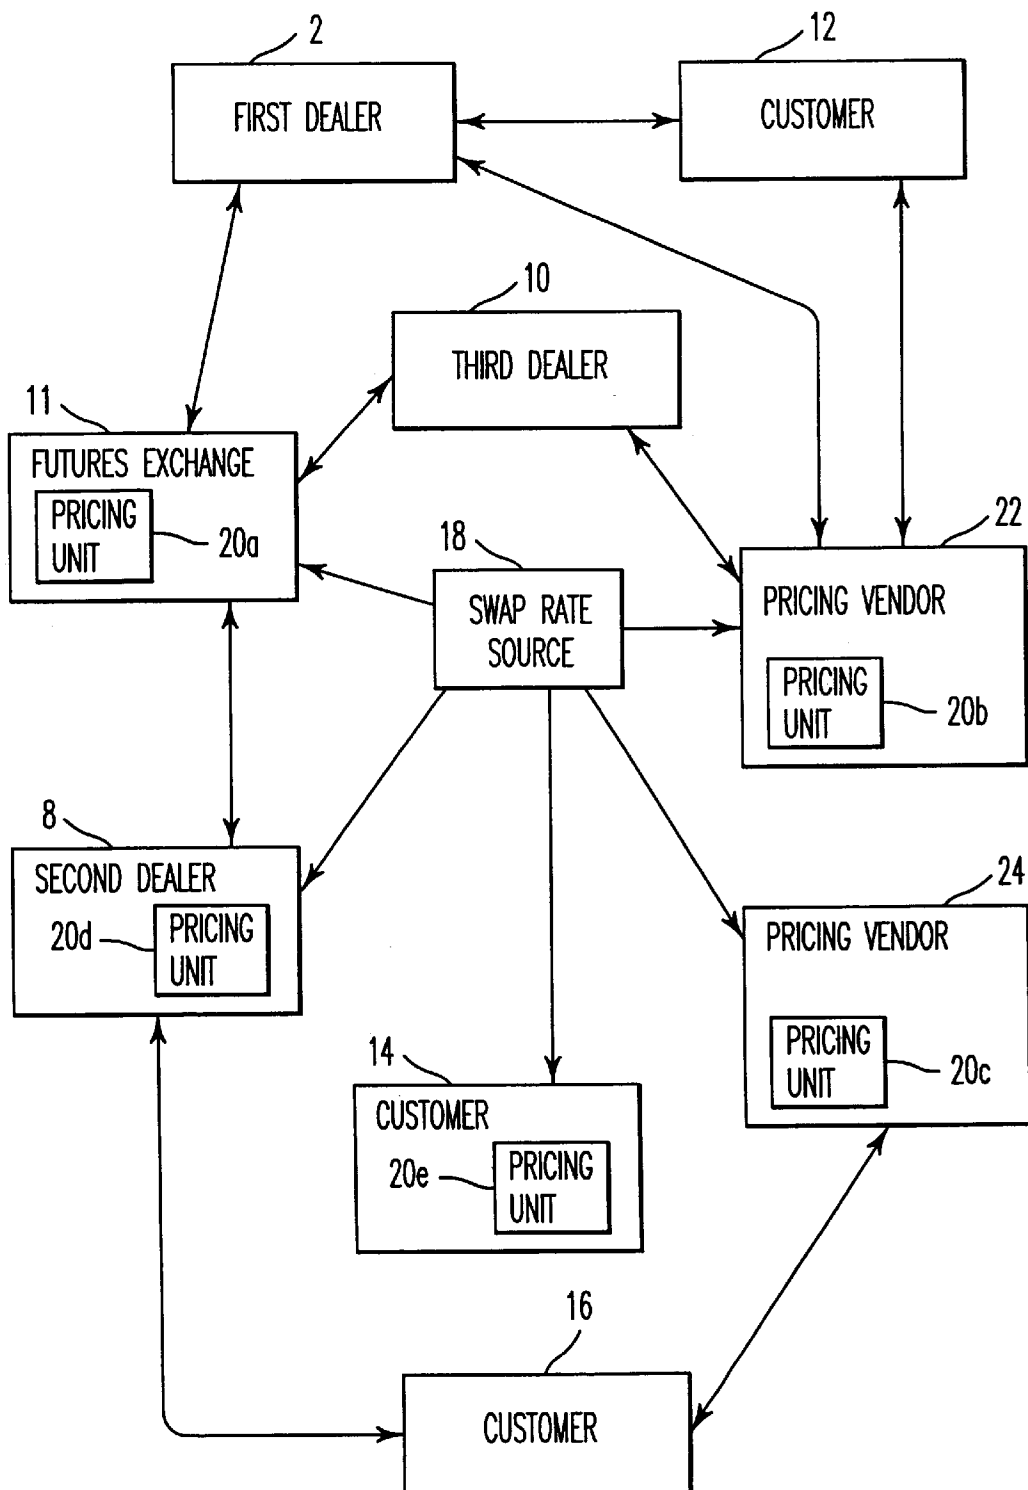 2
12
FIRST DEALER
CUSTOMER
10
THIRD DEALER
11
FUTURES EXCHANGE
PRICING
UNIT
20a
18
SWAP RATE
SOURCE
22
PRICING VENDOR
PRICING
UNIT
20b
8
SECOND DEALER
20d
PRICING
UNIT
24
PRICING VENDOR
PRICING
UNIT
20c
14
CUSTOMER
20e
PRICING
UNIT
16
CUSTOMER